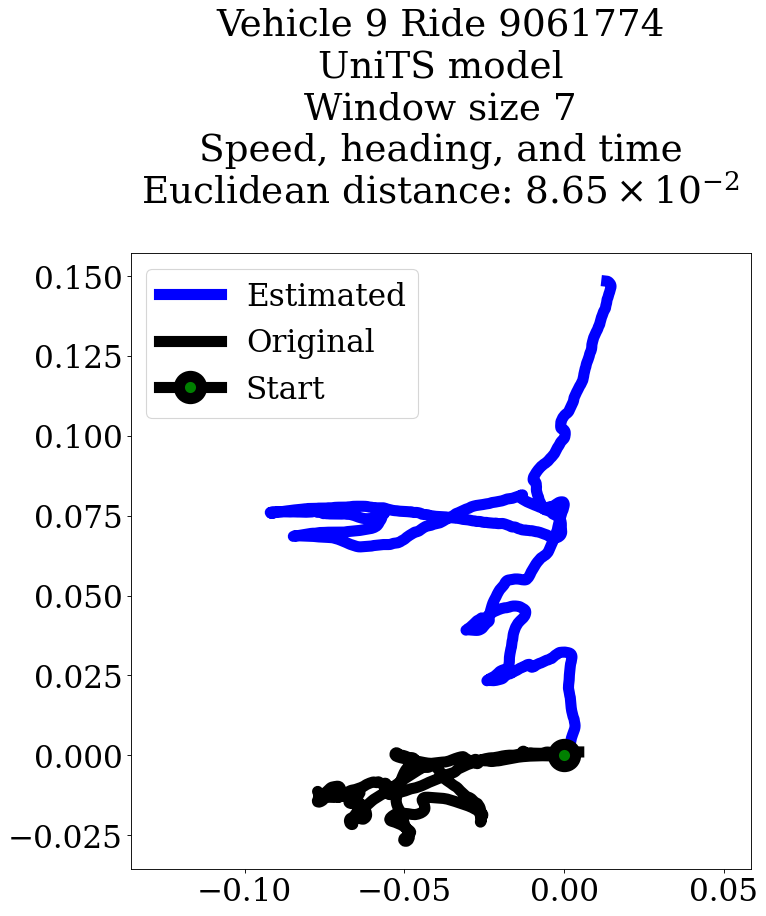 Vehicle 9 Ride 9061774
UniTS model
Window size 7
Speed, heading, and time
Euclidean distance: 8.65 × 10⁻²
Estimated
Original
Start
0.150
0.125
0.100
0.075
0.050
0.025
0.000
−0.025
−0.10 −0.05 0.00 0.05